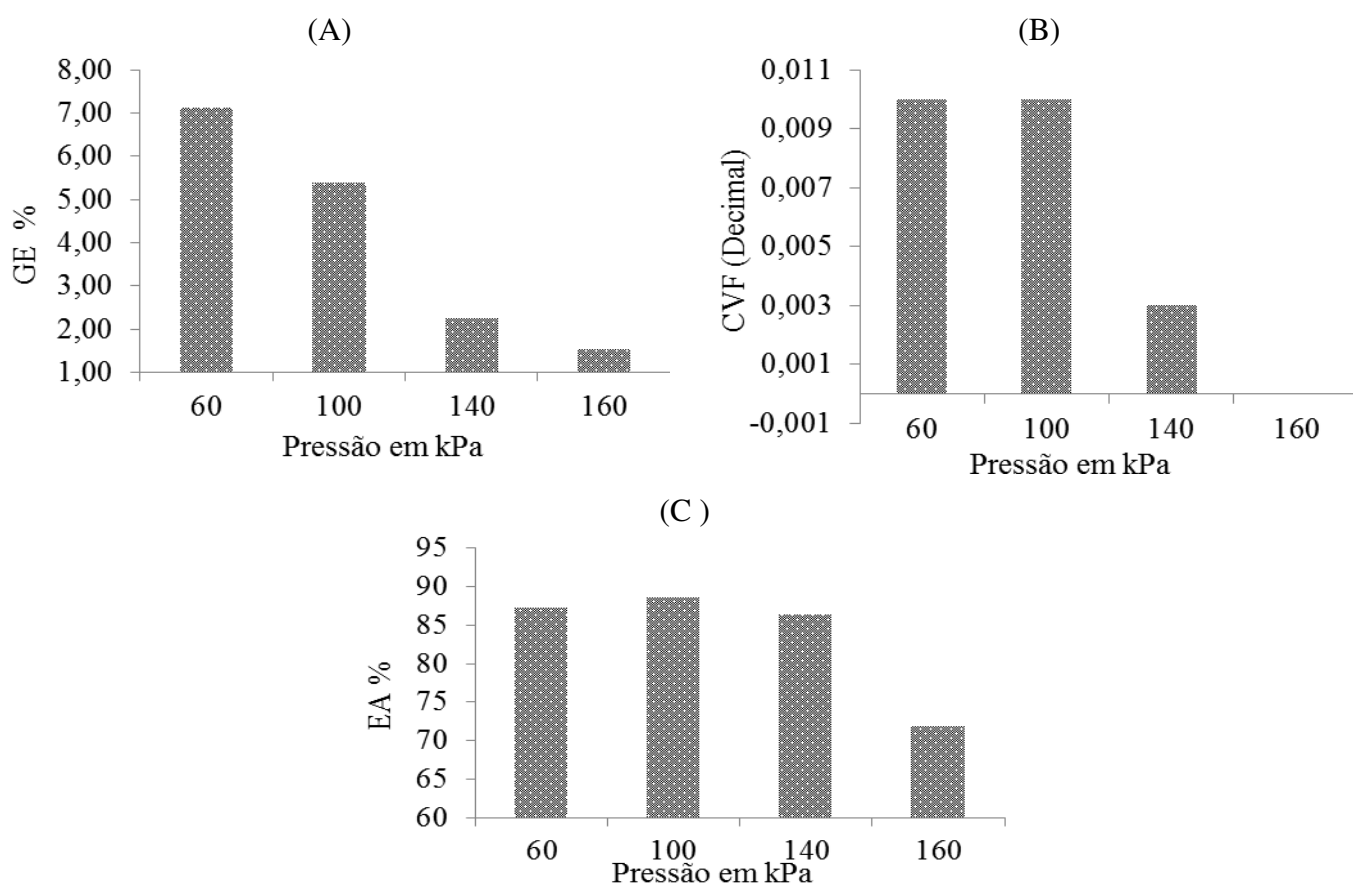 (A)
8,00
7,00
6,00
5,00
4,00
3,00
2,00
1,00
GE %
60 100 140 160
Pressão em kPa
(B)
0,011
0,009
0,007
0,005
0,003
0,001
-0,001
CVF (Decimal)
60 100 140 160
Pressão em kPa
(C )
95
90
85
80
75
70
65
60
EA %
60 100 140 160
Pressão em kPa